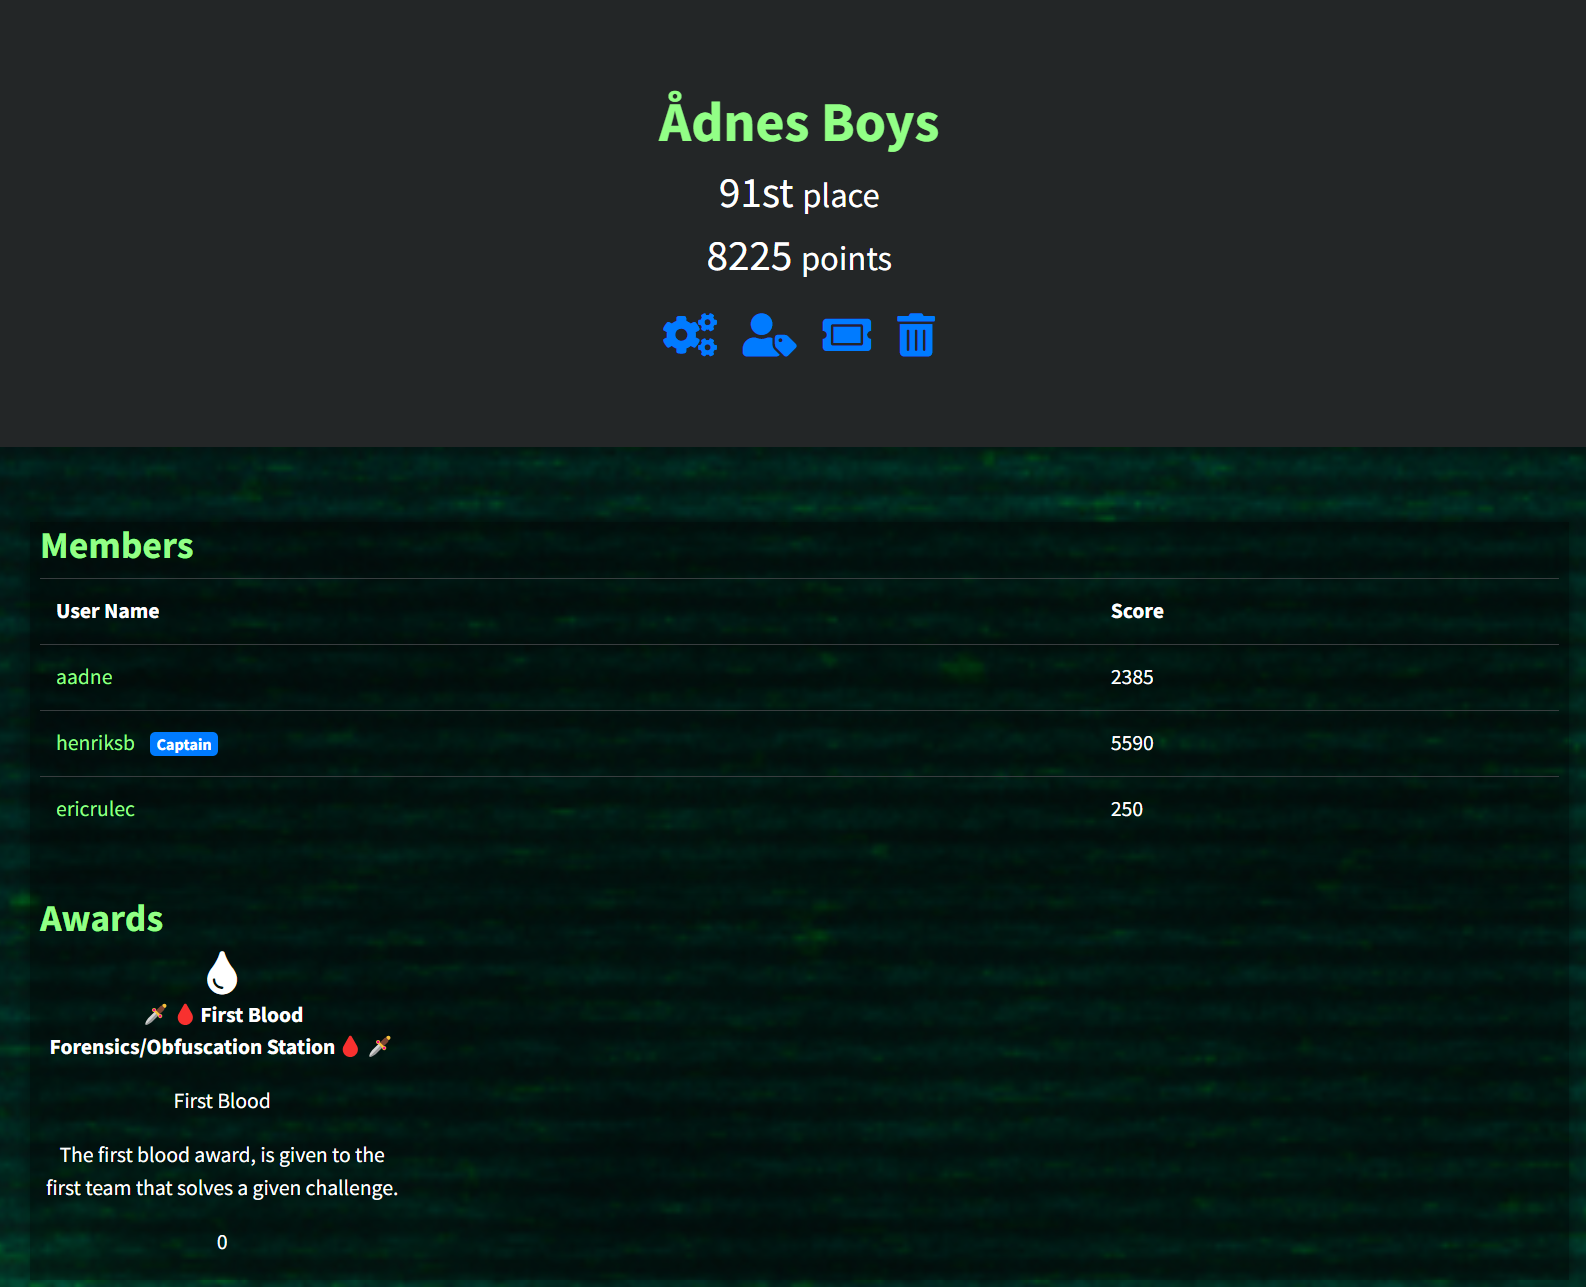 Ådnes Boys
91st place
8225 points
Members
User Name Score
aadne 2385
henriksb Captain 5590
ericrulec 250
Awards
🗡️ 🩸 First Blood
Forensics/Obfuscation Station 🩸 🗡️
First Blood
The first blood award, is given to the
first team that solves a given challenge.
0